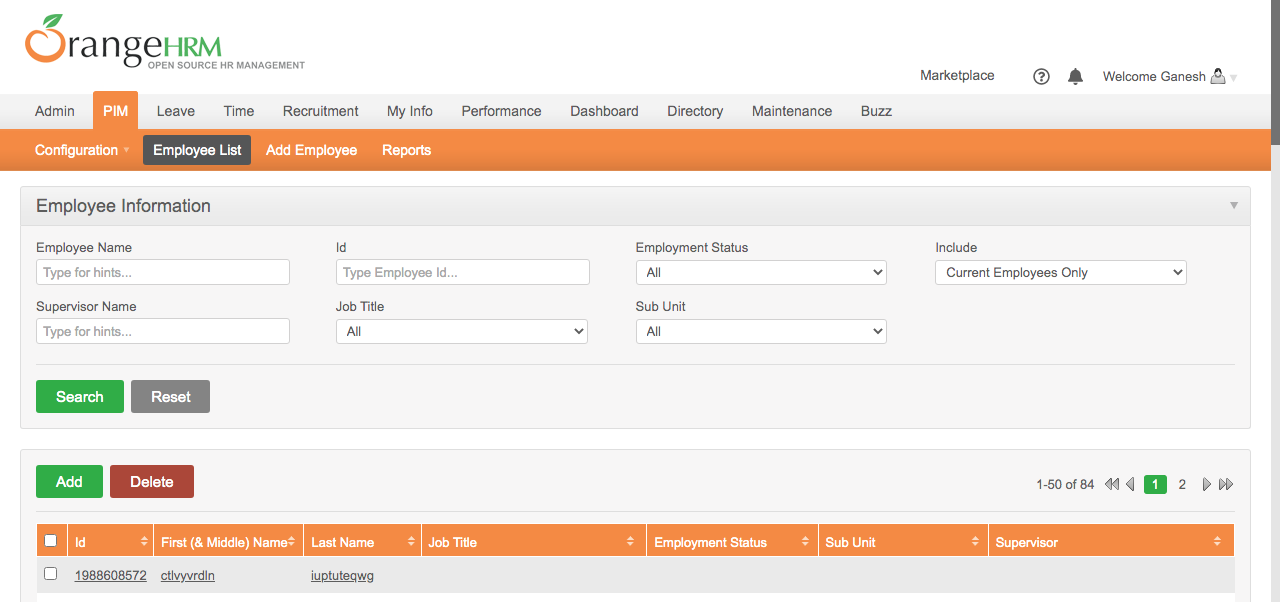 OrangeHRM
OPEN SOURCE HR MANAGEMENT
Marketplace ? Welcome Ganesh
Admin PIM Leave Time Recruitment My Info Performance Dashboard Directory Maintenance Buzz
Configuration Employee List Add Employee Reports
Employee Information
Employee Name Id Employment Status Include
Type for hints... Type Employee Id... All Current Employees Only
Supervisor Name Job Title Sub Unit
Type for hints... All All
Search Reset
Add Delete 1-50 of 84 1 2
Id First (& Middle) Name Last Name Job Title Employment Status Sub Unit Supervisor
1988608572 ctlvyvrdln iuptuteqwg